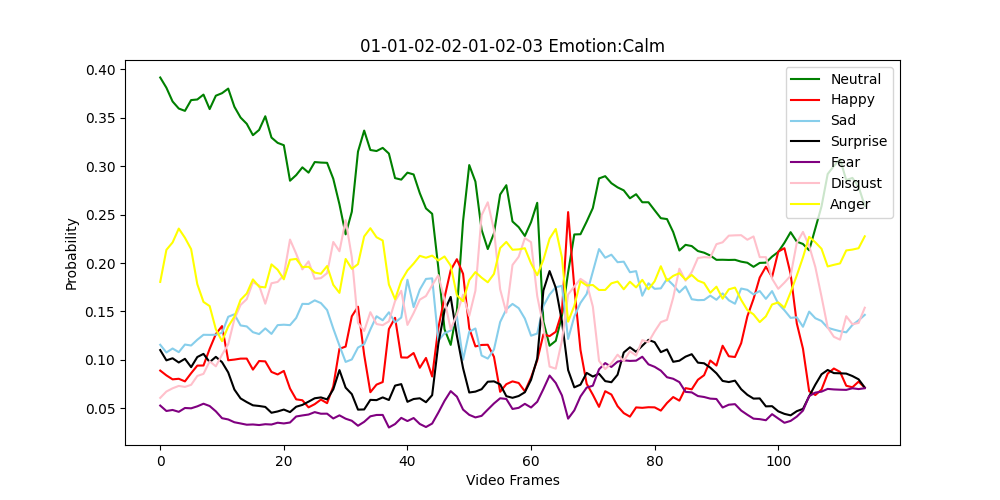 01-01-02-02-01-02-03 Emotion:Calm
Probability
0.40
0.35
0.30
0.25
0.20
0.15
0.10
0.05
0
20
40
60
80
100
Video Frames
Neutral
Happy
Sad
Surprise
Fear
Disgust
Anger